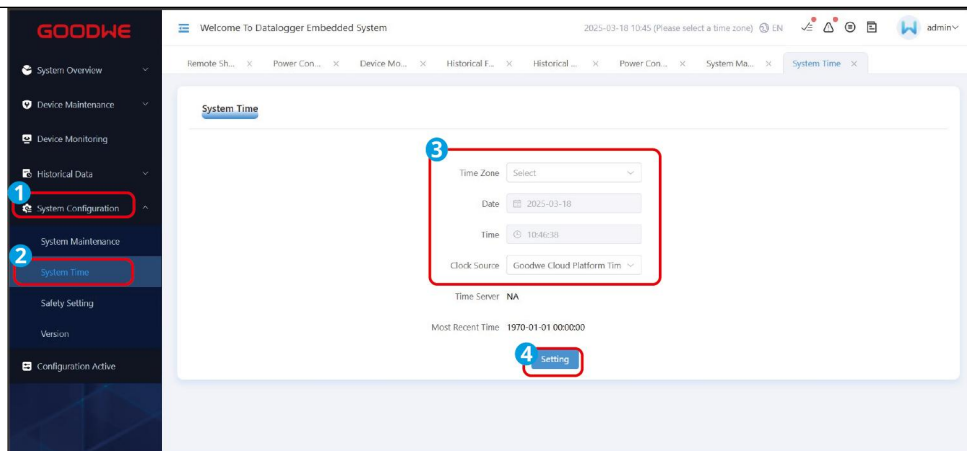 GOODWE
Welcome To Datalogger Embedded System
2025-03-18 10:45 (Please select a time zone) EN
admin
Remote Sh... × Power Con... × Device Mo... × Historical F... × Historical ... × Power Con... × System Ma... × System Time ×
System Overview
Device Maintenance
Device Monitoring
Historical Data
1
System Configuration
System Maintenance
2
System Time
Safety Setting
Version
Configuration Active
System Time
3
Time Zone Select
Date 2025-03-18
Time 10:46:38
Clock Source Goodwe Cloud Platform Tim
Time Server NA
Most Recent Time 1970-01-01 00:00:00
4
Setting